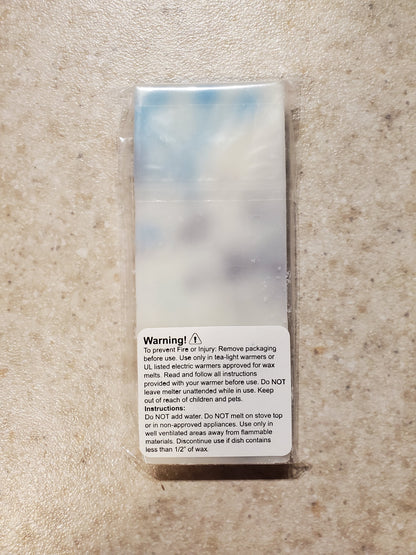 Warning!
To prevent Fire or Injury: Remove packaging
before use. Use only in tea-light warmers or
UL listed electric warmers approved for wax
melts. Read and follow all instructions
provided with your warmer before use. Do NOT
leave melter unattended while in use. Keep
out of reach of children and pets.
Instructions:
Do NOT add water. Do NOT melt on stove top
or in non-approved appliances. Use only in
well ventilated areas away from flammable
materials. Discontinue use if dish contains
less than 1/2" of wax.